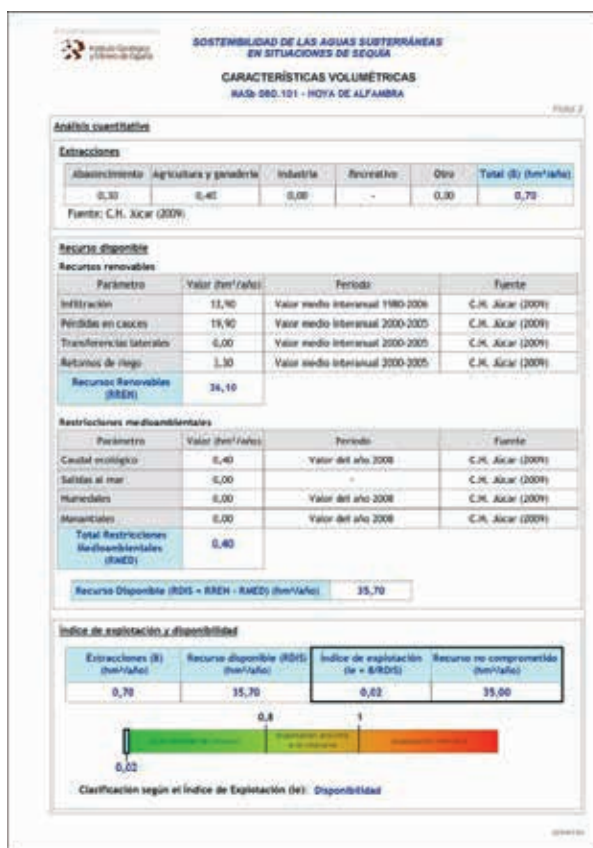 Instituto Geológico
y Minero de España
SOSTENIBILIDAD DE LAS AGUAS SUBTERRÁNEAS
EN SITUACIONES DE SEQUÍA
CARACTERÍSTICAS VOLUMÉTRICAS
MASb 080.101 - HOYA DE ALFAMBRA
Análisis cuantitativo
Extracciones
Abastecimiento Agricultura y ganadería Industria Recreativo Otro Total (B) (hm³/año)
0,30 0,40 0,00 - 0,00 0,70
Fuente: C.H. Júcar (2009)
Recurso disponible
Recursos renovables
Parámetro Valor (hm³/año) Periodo Fuente
Infiltración Valor medio interanual 1980-2006 C.H. Júcar (2009)
Pérdidas en cauces 19,90 Valor medio interanual 2000-2005 C.H. Júcar (2009)
Transferencias laterales 0,00 Valor medio interanual 2000-2005 C.H. Júcar (2009)
Retornos de riego Valor medio interanual 2000-2005 C.H. Júcar (2009)
Recursos Renovables
(RREN)
36,10
Restricciones medioambientales
Parámetro Valor (hm³/año) Periodo Fuente
Caudal ecológico 0,40 Valor del año 2008 C.H. Júcar (2009)
Salidas al mar 0,00 - C.H. Júcar (2009)
Humedales 0,00 Valor del año 2008 C.H. Júcar (2009)
Manantiales 0,00 Valor del año 2008 C.H. Júcar (2009)
Total Restricciones
Medioambientales
(RMED)
0,40
Recurso Disponible (RDIS = RREN - RMED) (hm³/año) 35,70
Índice de explotación y disponibilidad
Extracciones (B) Recurso disponible (RDIS) Índice de explotación Recurso no comprometido
(hm³/año) (hm³/año) (Ie = B/RDIS) (hm³/año)
0,70 35,70 0,02 35,00
0,8 1
0,02
Clasificación según el Índice de Explotación (Ie): Disponibilidad